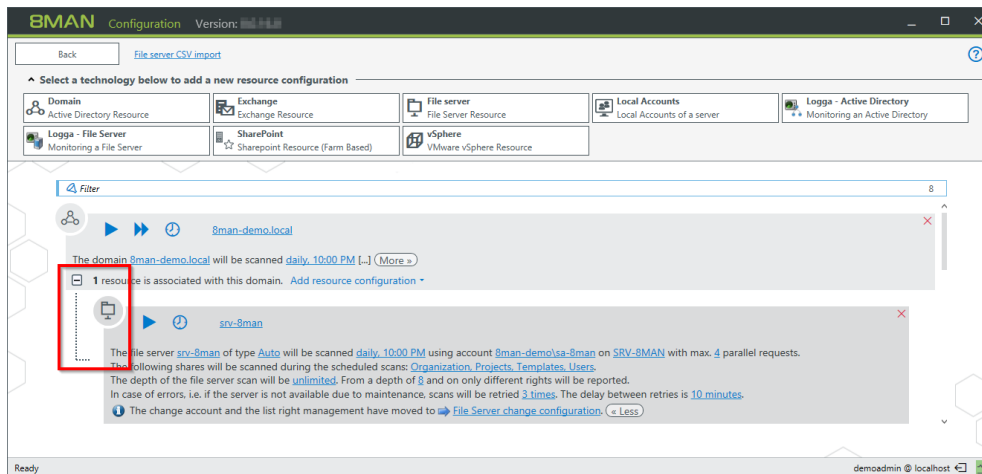 8MAN Configuration Version:
Back File server CSV import
Select a technology below to add a new resource configuration
Domain
Active Directory Resource
Exchange
Exchange Resource
File server
File Server Resource
Local Accounts
Local Accounts of a server
Logga - Active Directory
Monitoring an Active Directory
Logga - File Server
Monitoring a File Server
SharePoint
Sharepoint Resource (Farm Based)
vSphere
VMware vSphere Resource
Filter 8
8man-demo.local
The domain 8man-demo.local will be scanned daily, 10:00 PM [...] (More »)
1 resource is associated with this domain. Add resource configuration
srv-8man
The file server srv-8man of type Auto will be scanned daily, 10:00 PM using account 8man-demo\sa-8man on SRV-8MAN with max. 4 parallel requests.
The following shares will be scanned during the scheduled scans: Organization, Projects, Templates, Users.
The depth of the file server scan will be unlimited. From a depth of 8 and on only different rights will be reported.
In case of errors, i.e. if the server is not available due to maintenance, scans will be retried 3 times. The delay between retries is 10 minutes.
The change account and the list right management have moved to File Server change configuration. (« Less)
Ready demoadmin @ localhost